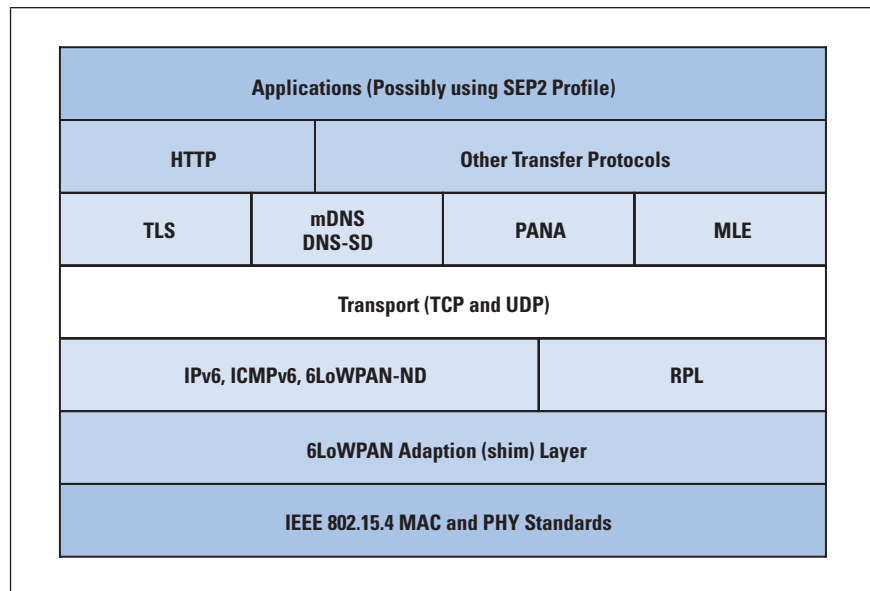 Applications (Possibly using SEP2 Profile)
HTTP
Other Transfer Protocols
TLS
mDNS
DNS-SD
PANA
MLE
Transport (TCP and UDP)
IPv6, ICMPv6, 6LoWPAN-ND
RPL
6LoWPAN Adaption (shim) Layer
IEEE 802.15.4 MAC and PHY Standards